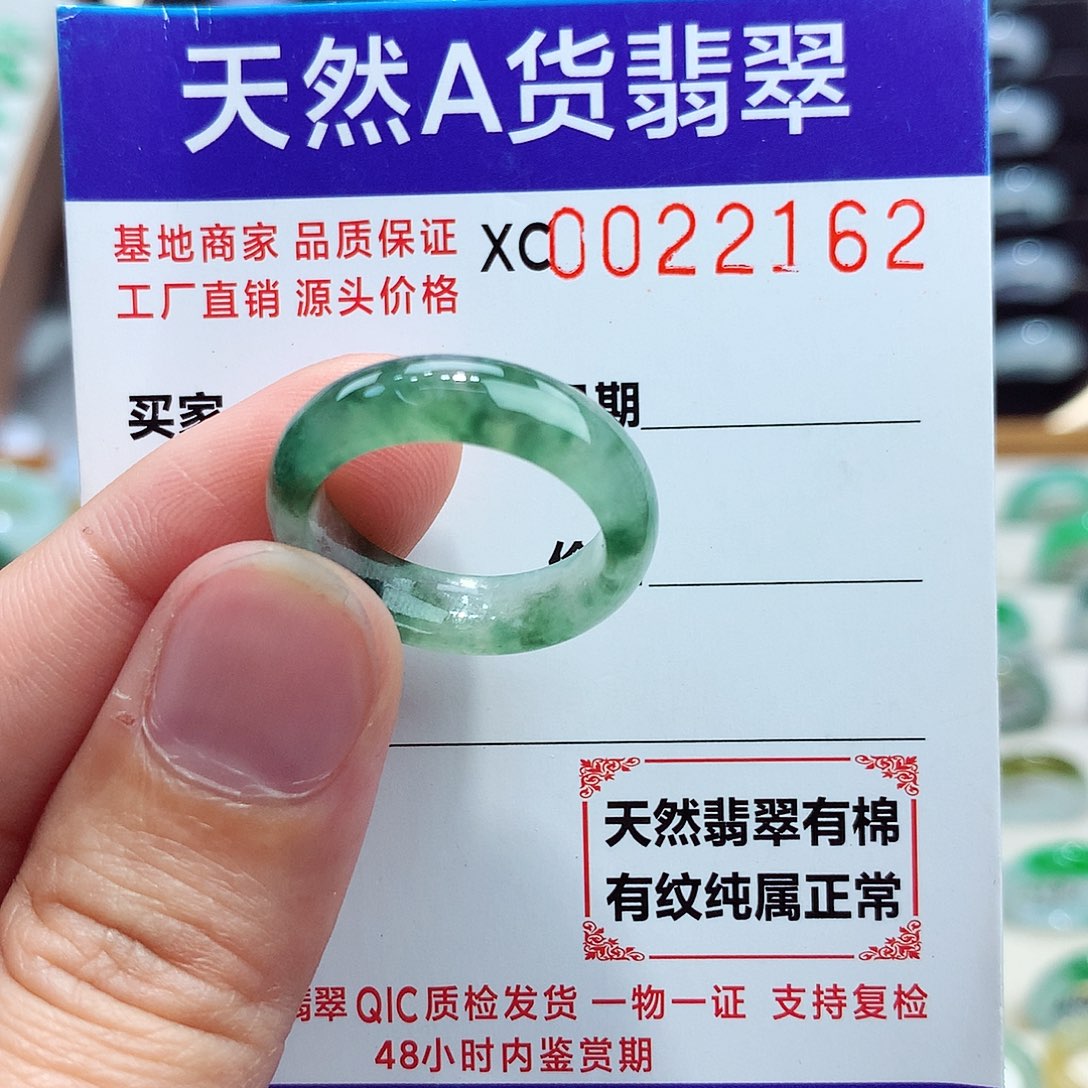 天然A货翡翠
基地商家 品质保证 XC0022162
工厂直销 源头价格
买家 期
价
天然翡翠有棉
有纹纯属正常
翡翠QIC质检发货 一物一证 支持复检
48小时内鉴赏期